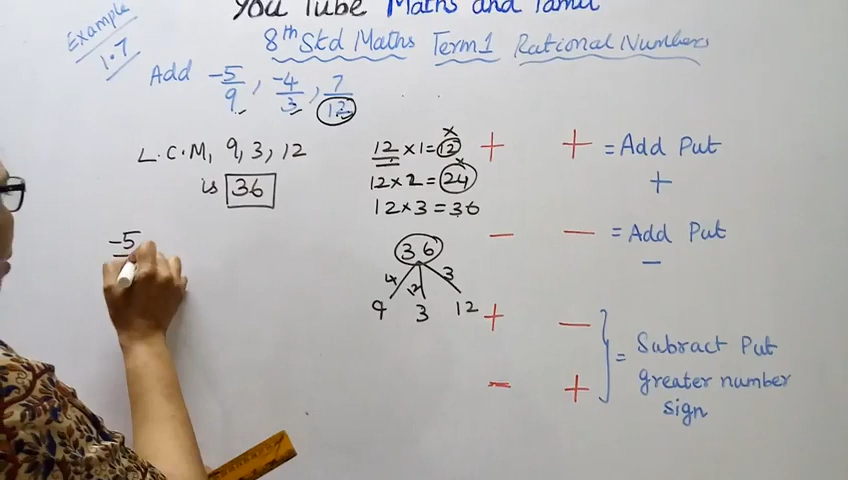 You Tube Maths and Tamil
Example
1.7
8th Std Maths Term 1 Rational Numbers
Add -5/9, -4/3, 7/12
L.C.M, 9, 3, 12
is 36
12 × 1 = 12 x
12 × 2 = 24 x
12 × 3 = 36
36
4 12 3
9 3 12
-5
+ + = Add Put
+
- - = Add Put
-
+ -
- +
= Subract Put
greater number
sign